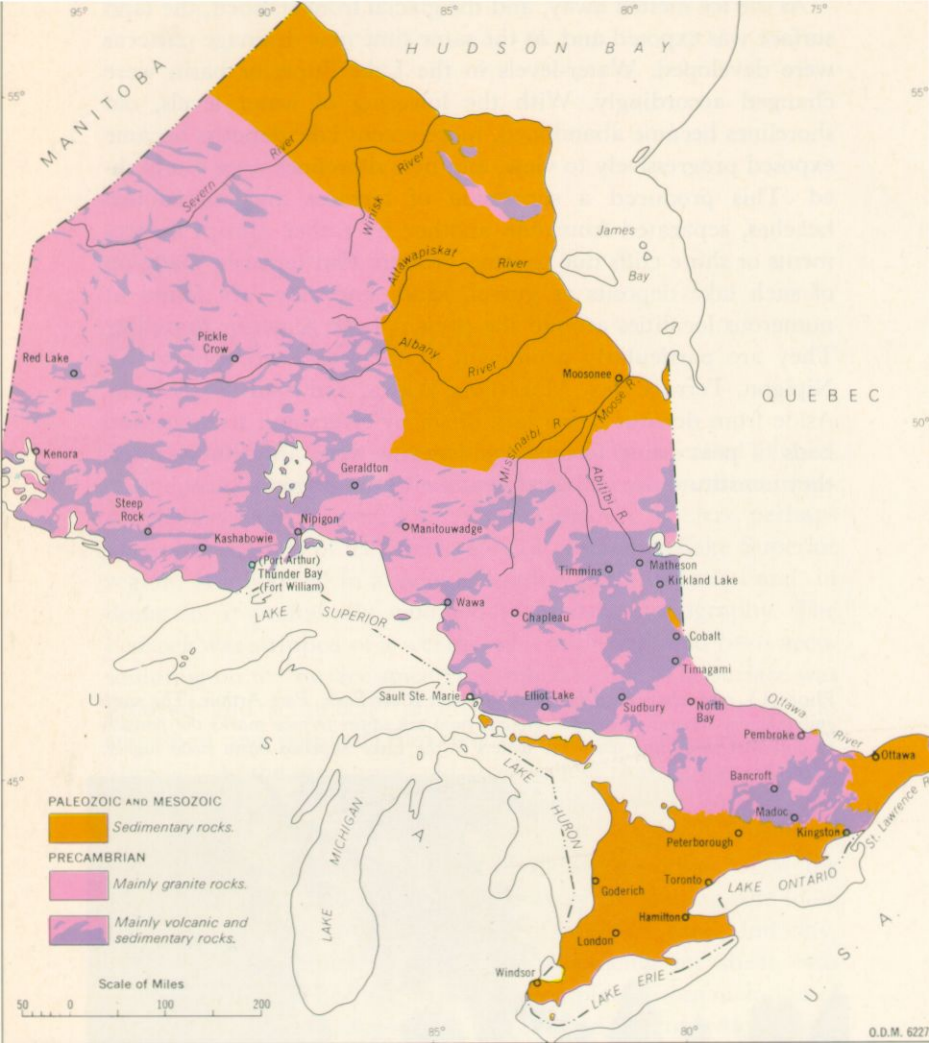 95°
90°
85°
80°
75°
HUDSON BAY
MANITOBA
55°
55°
Severn River
Winisk River
Attawapiskat River
James Bay
Albany River
Pickle Crow
Red Lake
Moosonee
Moose R.
QUEBEC
50°
Missinaibi R.
Abitibi R.
Kenora
Geraldton
Steep Rock
Nipigon
Manitouwadge
Kashabowie
(Port Arthur)
Thunder Bay
(Fort William)
Timmins
Matheson
Kirkland Lake
Wawa
Chapleau
LAKE SUPERIOR
Cobalt
Timagami
Sault Ste. Marie
Elliot Lake
Sudbury
North Bay
Ottawa River
U. S. A.
Pembroke
Ottawa
45°
LAKE HURON
Bancroft
Madoc
Kingston
St. Lawrence R.
Peterborough
LAKE MICHIGAN
Goderich
Toronto
LAKE ONTARIO
Hamilton
London
Windsor
LAKE ERIE
U. S. A.
PALEOZOIC AND MESOZOIC
Sedimentary rocks.
PRECAMBRIAN
Mainly granite rocks.
Mainly volcanic and
sedimentary rocks.
Scale of Miles
50 0 100 200
85°
80°
O.D.M. 6227